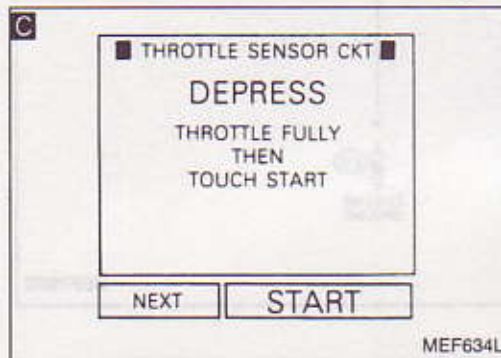 C
THROTTLE SENSOR CKT
DEPRESS
THROTTLE FULLY
THEN
TOUCH START
NEXT START
MEF634L